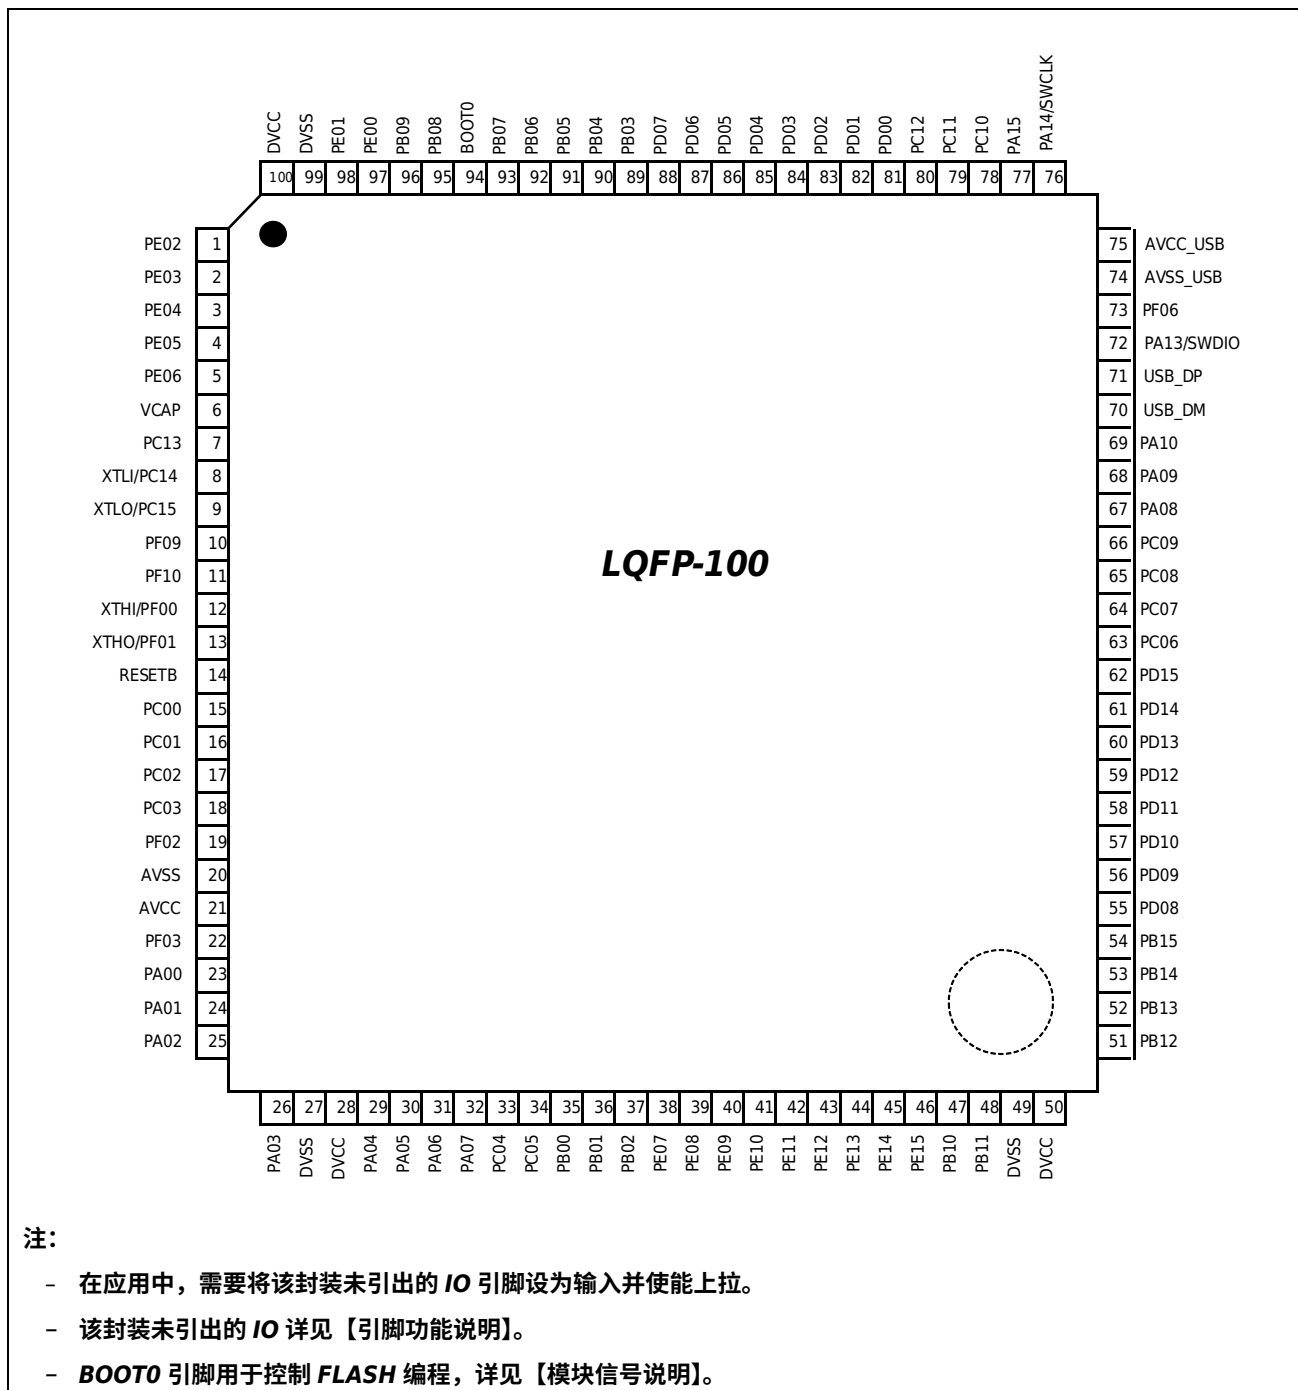 DVCC DVSS PE01 PE00 PB09 PB08 BOOT0 PB07 PB06 PB05 PB04 PB03 PD07 PD06 PD05 PD04 PD03 PD02 PD01 PD00 PC12 PC11 PC10 PA15 PA14/SWCLK
100 99 98 97 96 95 94 93 92 91 90 89 88 87 86 85 84 83 82 81 80 79 78 77 76
PE02 1 75 AVCC_USB
PE03 2 74 AVSS_USB
PE04 3 73 PF06
PE05 4 72 PA13/SWDIO
PE06 5 71 USB_DP
VCAP 6 70 USB_DM
PC13 7 69 PA10
XTLI/PC14 8 68 PA09
XTLO/PC15 9 67 PA08
PF09 10 66 PC09
LQFP-100
PF10 11 65 PC08
XTHI/PF00 12 64 PC07
XTHO/PF01 13 63 PC06
RESETB 14 62 PD15
PC00 15 61 PD14
PC01 16 60 PD13
PC02 17 59 PD12
PC03 18 58 PD11
PF02 19 57 PD10
AVSS 20 56 PD09
AVCC 21 55 PD08
PF03 22 54 PB15
PA00 23 53 PB14
PA01 24 52 PB13
PA02 25 51 PB12
26 27 28 29 30 31 32 33 34 35 36 37 38 39 40 41 42 43 44 45 46 47 48 49 50
PA03 DVSS DVCC PA04 PA05 PA06 PA07 PC04 PC05 PB00 PB01 PB02 PE07 PE08 PE09 PE10 PE11 PE12 PE13 PE14 PE15 PB10 PB11 DVSS DVCC
注：
– 在应用中，需要将该封装未引出的 IO 引脚设为输入并使能上拉。
– 该封装未引出的 IO 详见【引脚功能说明】。
– BOOT0 引脚用于控制 FLASH 编程，详见【模块信号说明】。